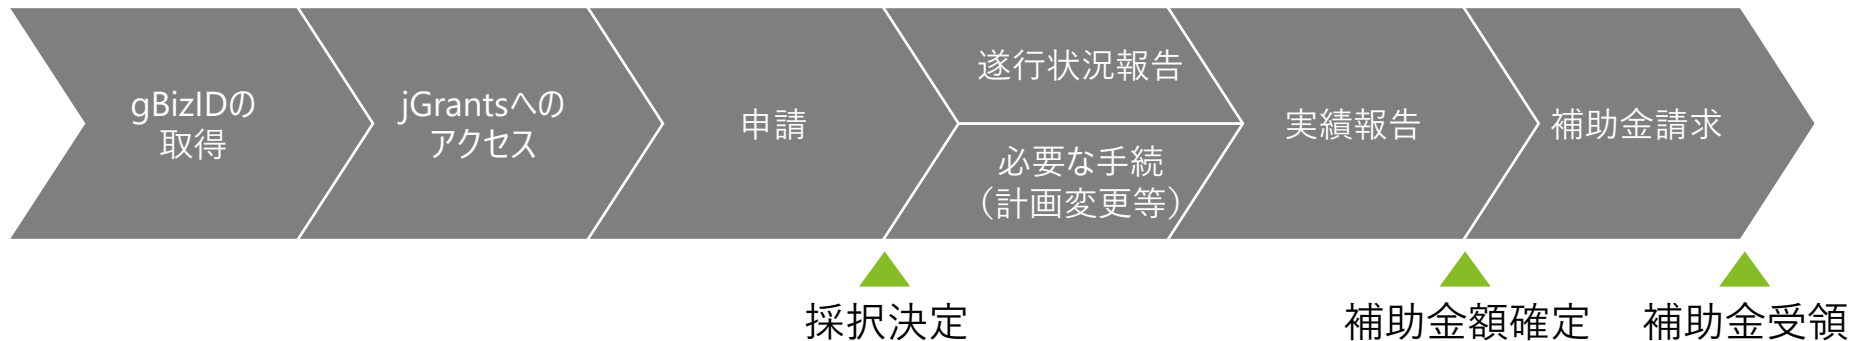 gBizIDの
取得
jGrantsへの
アクセス
申請
遂行状況報告
必要な手続
（計画変更等）
実績報告
補助金請求
採択決定
補助金額確定
補助金受領